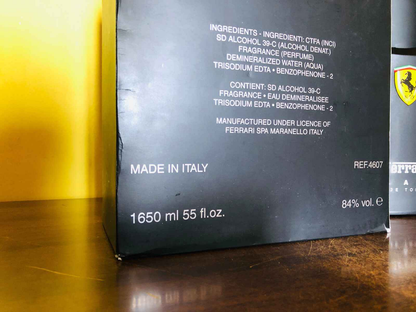 INGREDIENTS - INGREDIENTI: CTFA (INCI)
SD ALCOHOL 39-C (ALCOHOL DENAT.)
FRAGRANCE (PERFUME)
DEMINERALIZED WATER (AQUA)
TRISODIUM EDTA • BENZOPHENONE - 2
CONTIENT: SD ALCOHOL 39-C
FRAGRANCE • EAU DEMINERALISEE
TRISODIUM EDTA • BENZOPHENONE - 2
MANUFACTURED UNDER LICENCE OF
FERRARI SPA MARANELLO ITALY
MADE IN ITALY
REF.4607
1650 ml 55 fl.oz.
84% vol. ℮